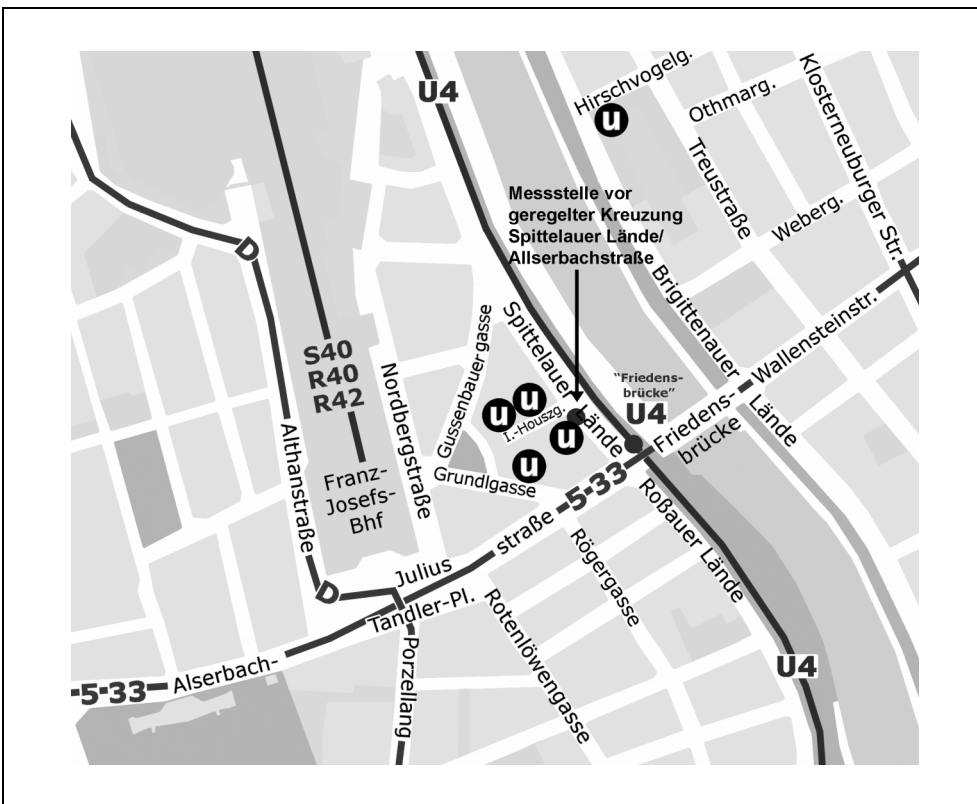 U4
Hirschvogelg.
u
Othmarg.
Klosterneuburger Str.
Treustraße
Weberg.
Messstelle vor
geregelter Kreuzung
Spittelauer Lände/
Allserbachstraße
D
Brigittenauer
Lände
Wallensteinstr.
S40
R40
R42
Franz-
Josefs-
Bhf
Nordbergstraße
Gussenbauergasse
Spittelauer
Lände
"Friedens-
brücke"
U4
Friedens-
brücke
u
u
I.-Houszg.
u
u
Grundlgasse
5-33
Althanstraße
Roßauer Lände
straße
Rögergasse
Julius
Tandler-Pl.
D
Rotenlöwengasse
Porzellang
Alserbach-
5-33
U4